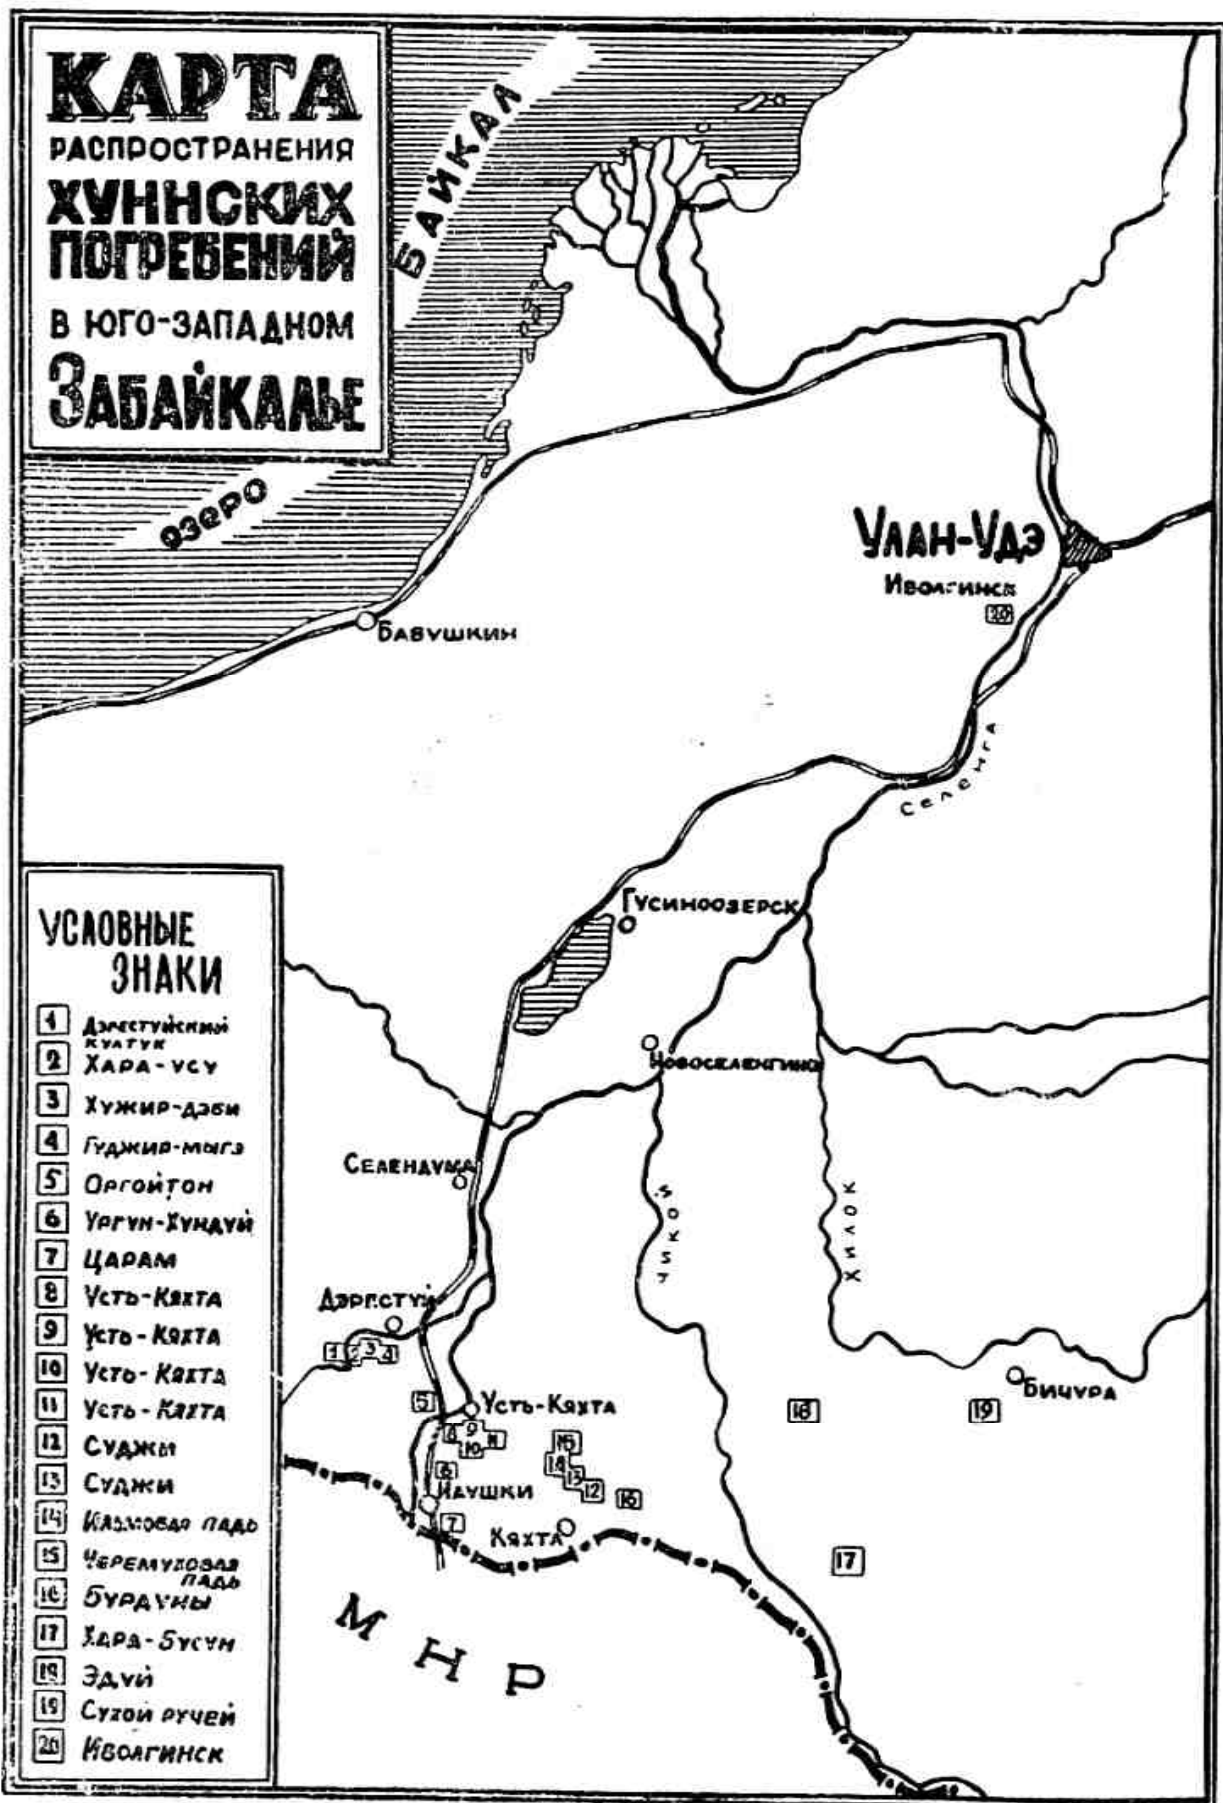 КАРТА
РАСПРОСТРАНЕНИЯ
ХУННСКИХ
ПОГРЕБЕНИЙ
В ЮГО-ЗАПАДНОМ
ЗАБАЙКАЛЬЕ
ОЗЕРО
БАЙКАЛ
УЛАН-УДЭ
ИВОЛГИНСК
20
БАБУШКИН
СЕЛЕНГА
ГУСИНООЗЕРСК
НОВОСЕЛЕНГИНСК
СЕЛЕНДУМА
ЧИКОЙ
ХИЛОК
ДЭРЕСТУЙ
1 2 3 4
БИЧУРА
5
УСТЬ-КЯХТА
18
19
8 9 10 11
15
14
13
12
16
6
НАУШКИ
7
КЯХТА
17
МНР
УСЛОВНЫЕ
ЗНАКИ
1 ДЭРЕСТУЙСКИЙ
КУЛТУК
2 ХАРА-УСУ
3 ХУЖИР-ДЭБИ
4 ГУДЖИР-МЫГЭ
5 ОРГОЙТОН
6 УРГУН-ХУНДУЙ
7 ЦАРАМ
8 УСТЬ-КЯХТА
9 УСТЬ-КЯХТА
10 УСТЬ-КЯХТА
11 УСТЬ-КЯХТА
12 СУДЖИ
13 СУДЖИ
14 ИЛЬМОВАЯ ПАДЬ
15 ЧЕРЕМУХОВАЯ
ПАДЬ
16 БУРДУНЫ
17 ХАРА-БУСУН
18 ЭДУЙ
19 СУХОЙ РУЧЕЙ
20 ИВОЛГИНСК